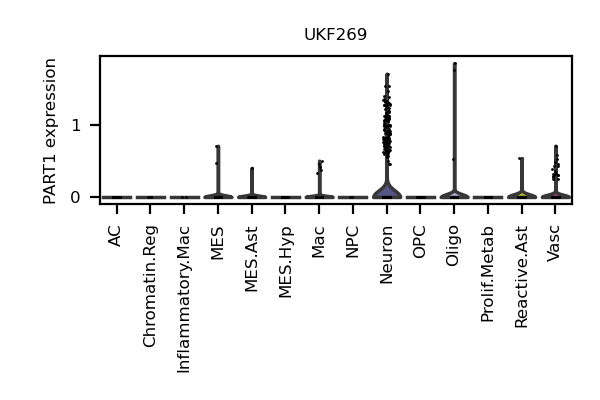 UKF269
PART1 expression
1
0
AC
Chromatin.Reg
Inflammatory.Mac
MES
MES.Ast
MES.Hyp
Mac
NPC
Neuron
OPC
Oligo
Prolif.Metab
Reactive.Ast
Vasc